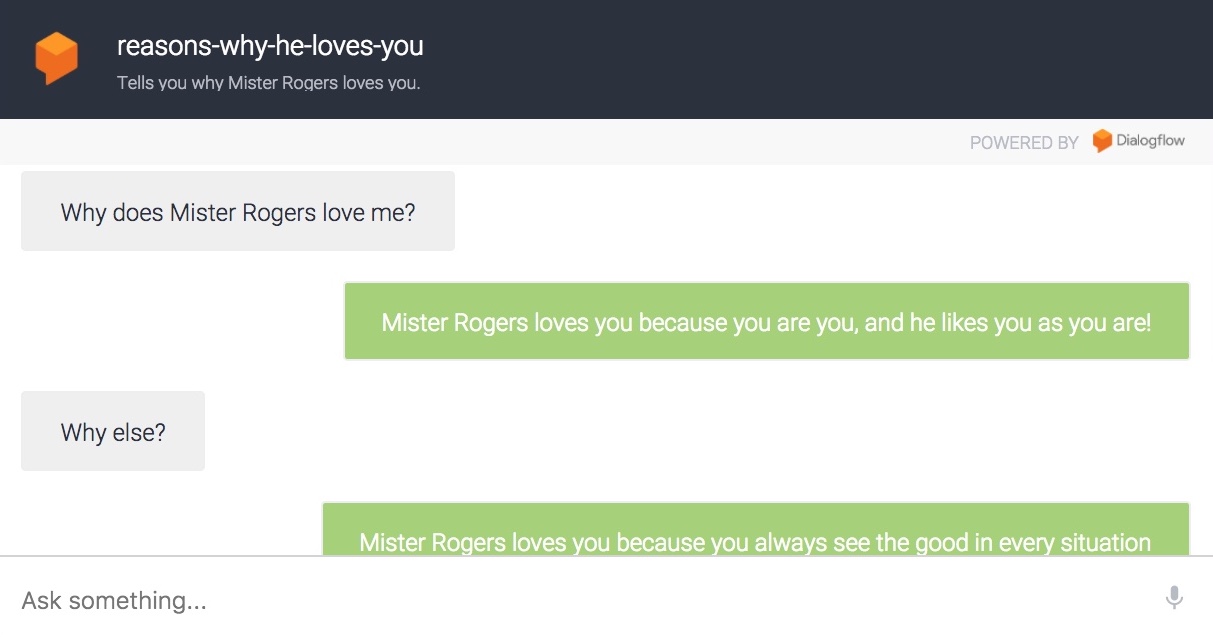 reasons-why-he-loves-you
Tells you why Mister Rogers loves you.
POWERED BY Dialogflow
Why does Mister Rogers love me?
Mister Rogers loves you because you are you, and he likes you as you are!
Why else?
Mister Rogers loves you because you always see the good in every situation
Ask something...